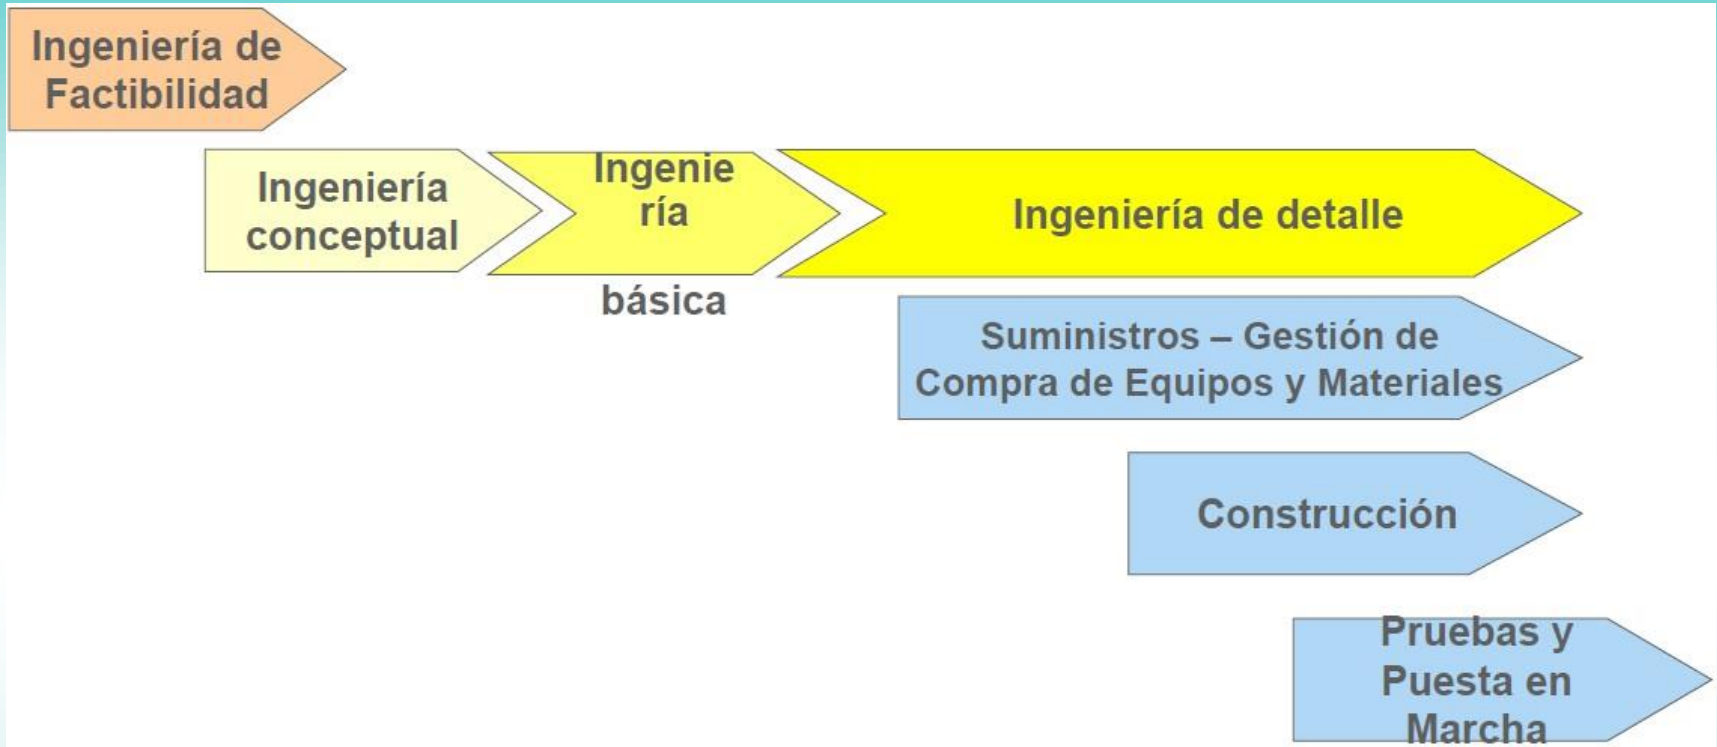 Ingeniería de
Factibilidad
Ingeniería
conceptual
Ingenie
ría
básica
Ingeniería de detalle
Suministros – Gestión de
Compra de Equipos y Materiales
Construcción
Pruebas y
Puesta en
Marcha